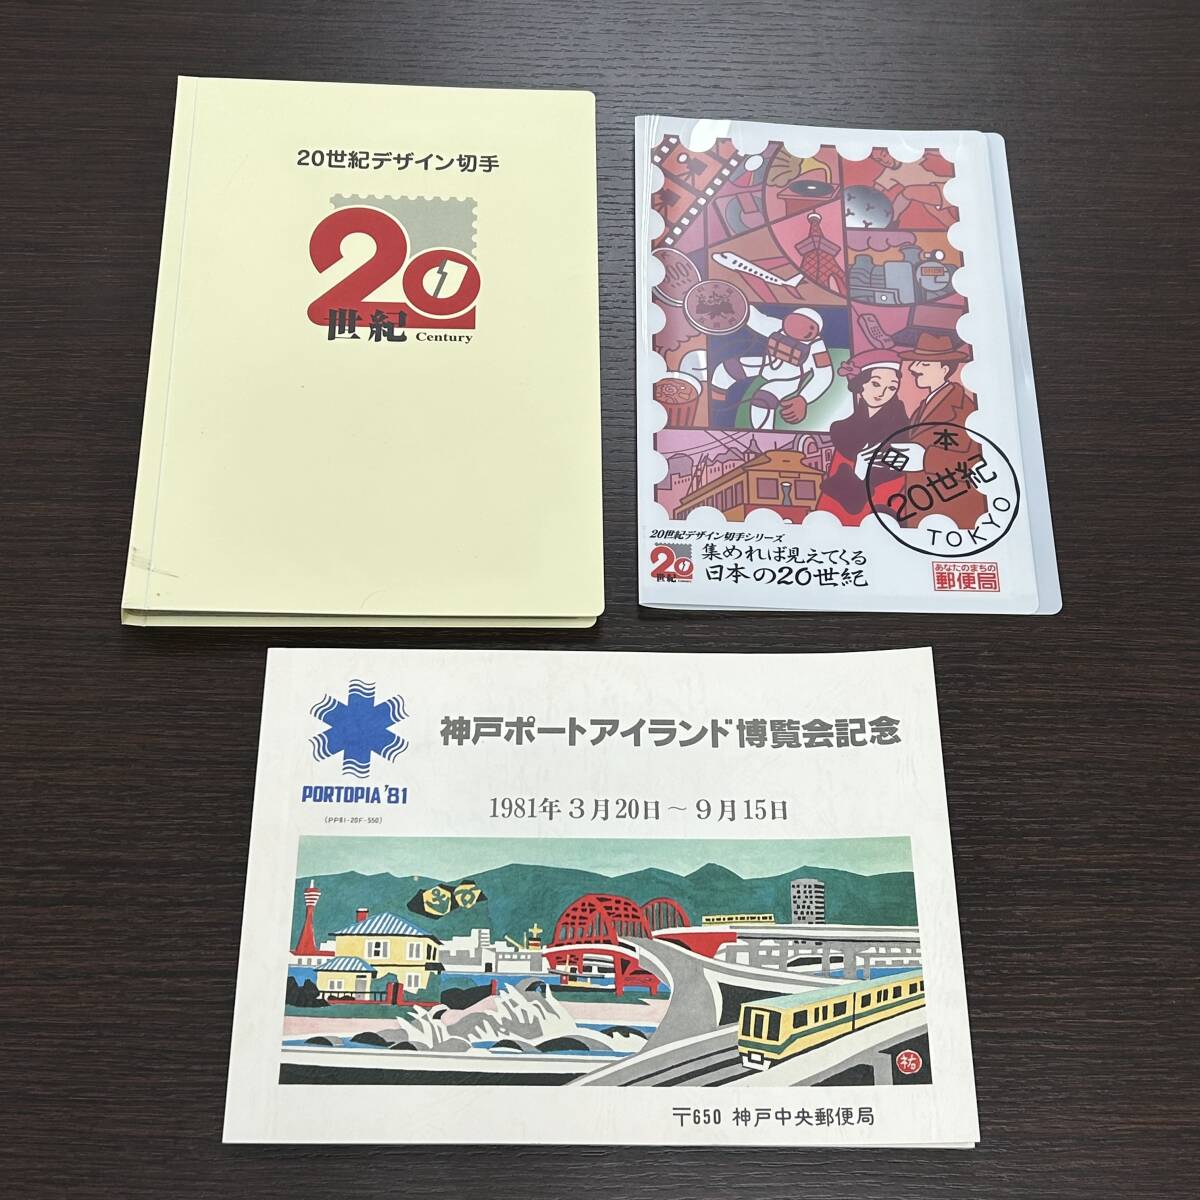 20世紀デザイン切手
20
世紀 Century
本
20世紀
TOKYO
20世紀デザイン切手シリーズ
20
世紀
集めれば見えてくる
日本の20世紀
あなたのまちの
郵便局
神戸ポートアイランド博覧会記念
PORTOPIA '81
(PP81-20F-550)
1981年3月20日～9月15日
祐
〒650 神戸中央郵便局